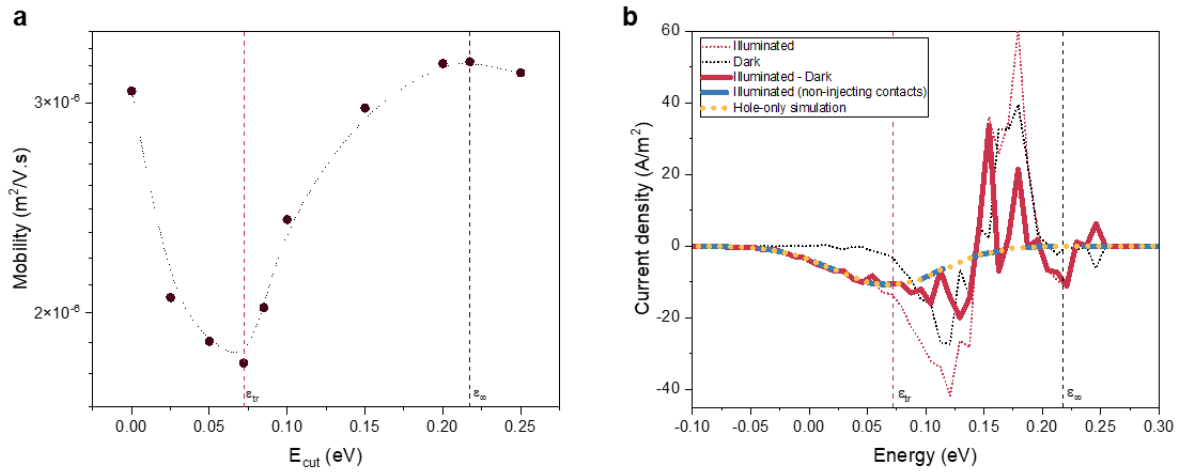 a
Mobility (m²/V.s)
3×10⁻⁶
2×10⁻⁶
ε_tr
ε_∞
0.00 0.05 0.10 0.15 0.20 0.25
E_cut (eV)
b
Current density (A/m²)
60
40
20
0
-20
-40
Illuminated
Dark
Illuminated - Dark
Illuminated (non-injecting contacts)
Hole-only simulation
ε_tr
ε_∞
-0.10 -0.05 0.00 0.05 0.10 0.15 0.20 0.25 0.30
Energy (eV)